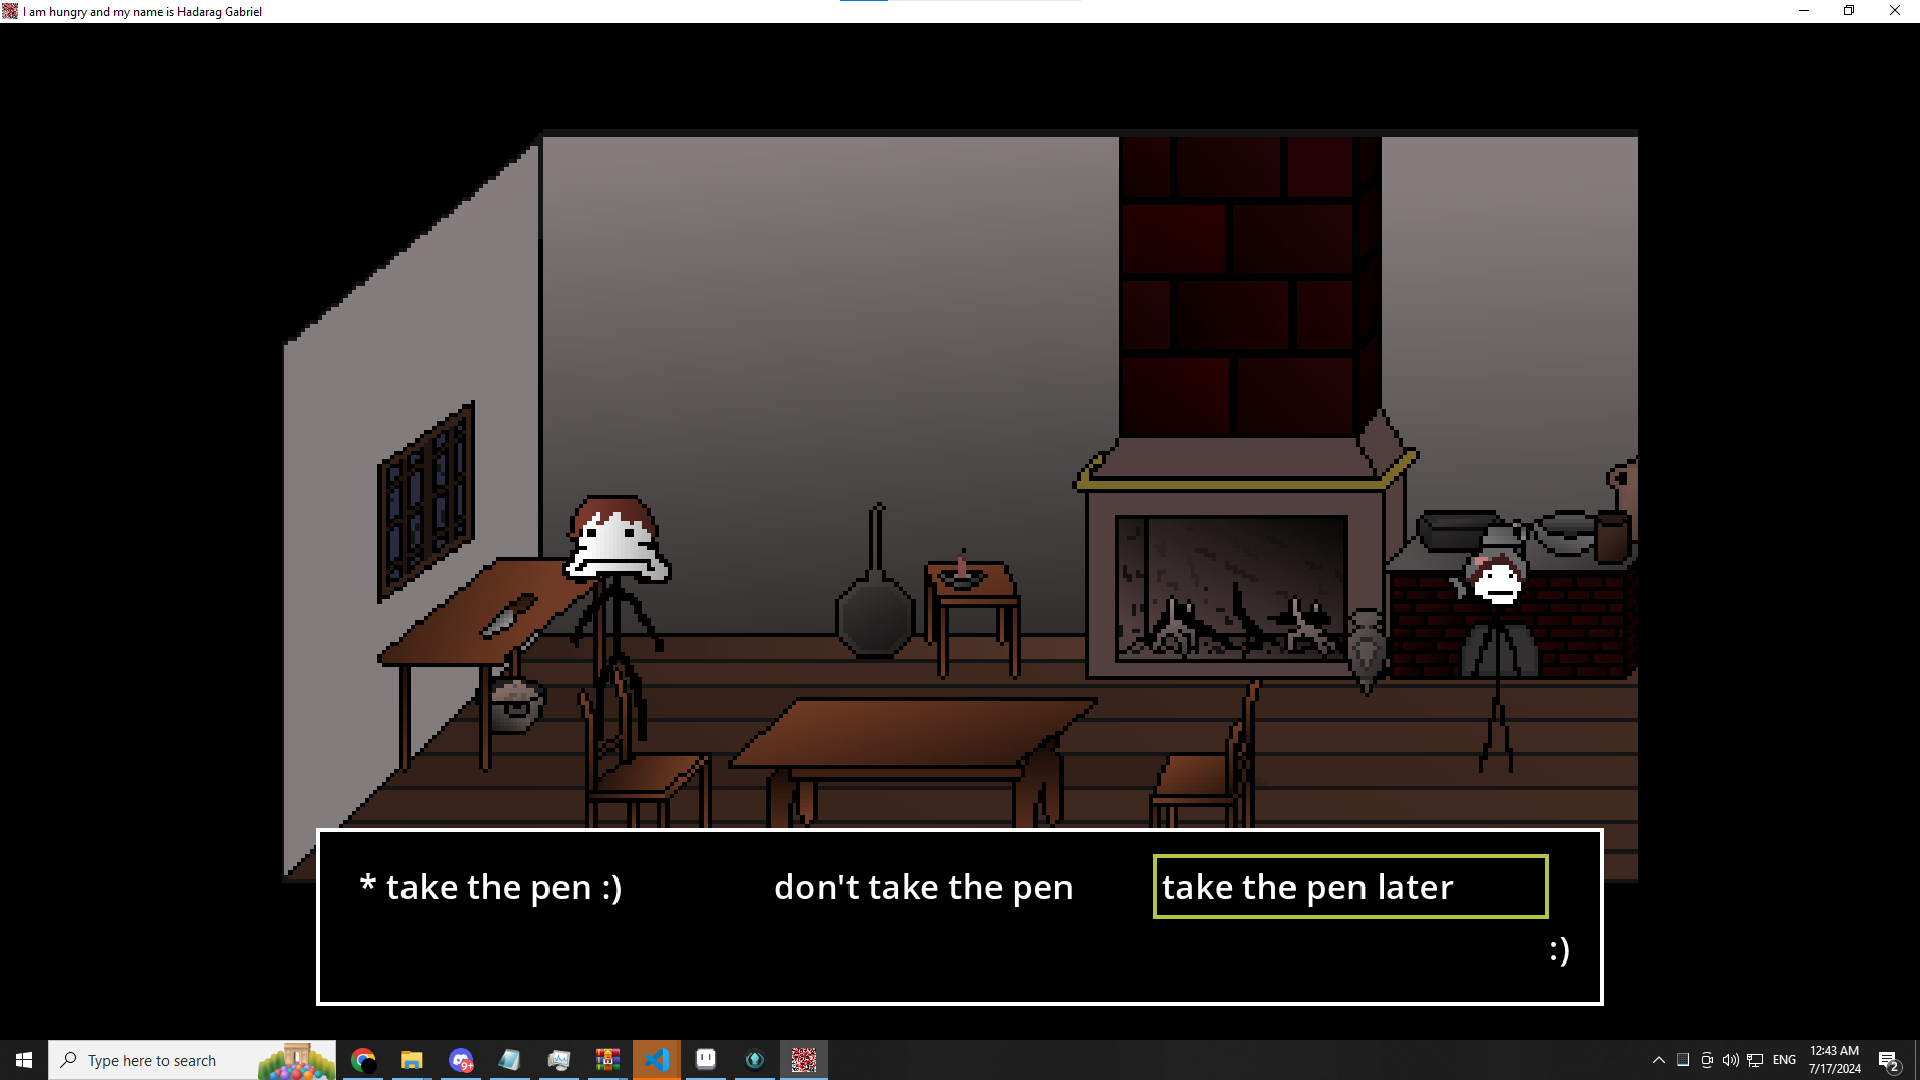 I am hungry and my name is Hadarag Gabriel
* take the pen :) don't take the pen take the pen later
:)
Type here to search
9+
ENG
12:43 AM
7/17/2024
2